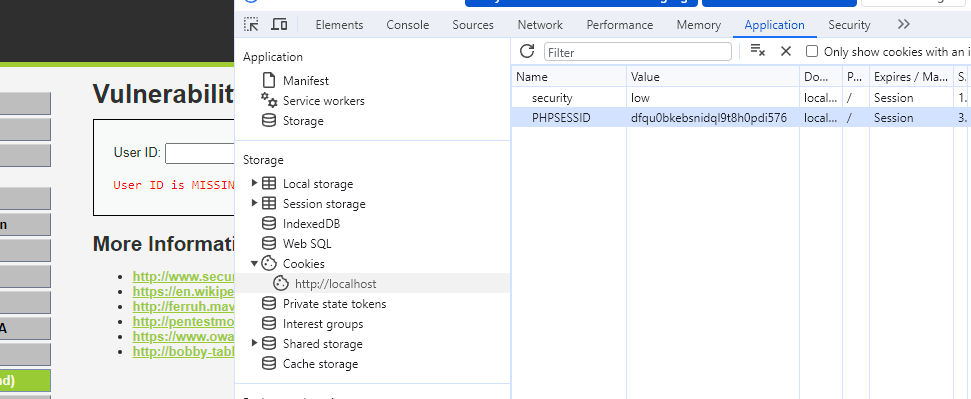 Elements Console Sources Network Performance Memory Application Security
Application
Manifest
Service workers
Storage
Storage
Local storage
Session storage
IndexedDB
Web SQL
Cookies
http://localhost
Private state tokens
Interest groups
Shared storage
Cache storage
Filter
Only show cookies with an i
Name Value Do... P... Expires / Ma... S.
security low local... / Session 1.
PHPSESSID dfqu0bkebsnidql9t8h0pdi576 local... / Session 3.
Vulnerabilit
User ID:
User ID is MISSIN
More Informati
http://www.secur
https://en.wikipe
http://ferruh.mav
http://pentestmo
https://www.owa
http://bobby-tabl
n
A
nd)